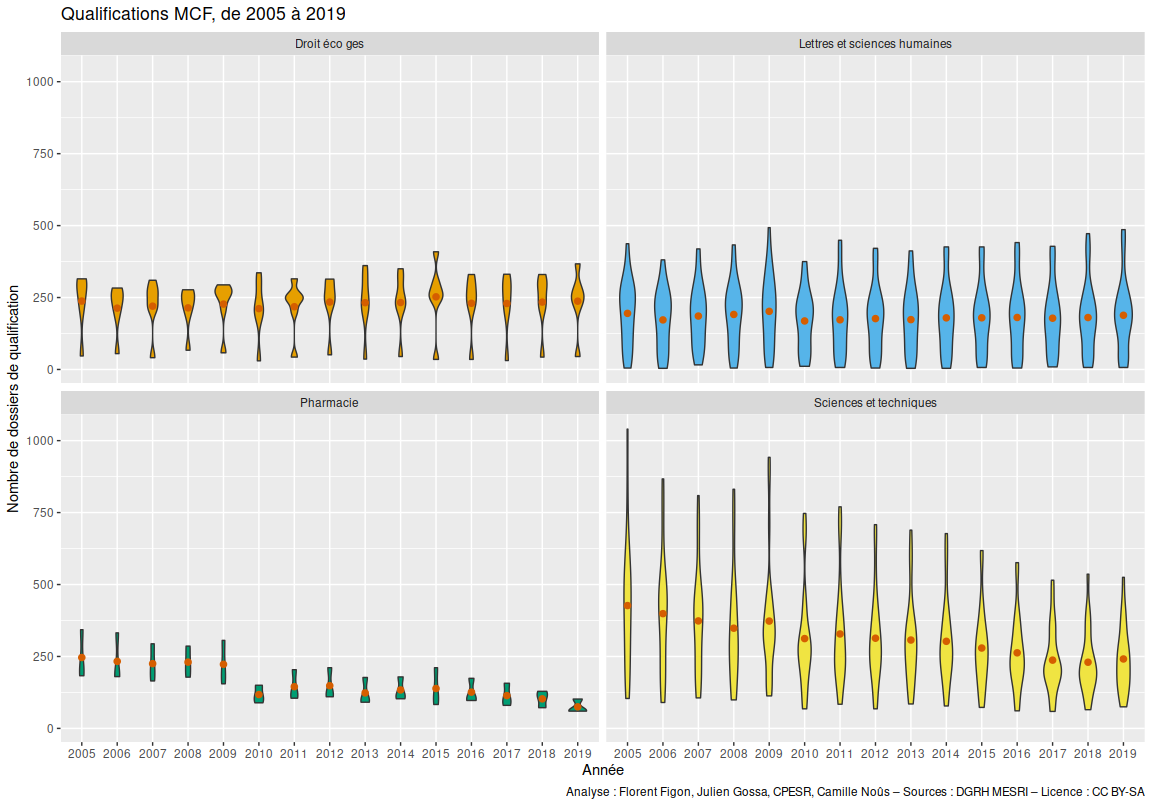 Qualifications MCF, de 2005 à 2019
Droit éco ges
Lettres et sciences humaines
1000
750
500
250
0
Pharmacie
Sciences et techniques
1000
750
500
250
0
Nombre de dossiers de qualification
2005 2006 2007 2008 2009 2010 2011 2012 2013 2014 2015 2016 2017 2018 2019
2005 2006 2007 2008 2009 2010 2011 2012 2013 2014 2015 2016 2017 2018 2019
Année
Analyse : Florent Figon, Julien Gossa, CPESR, Camille Noûs – Sources : DGRH MESRI – Licence : CC BY-SA